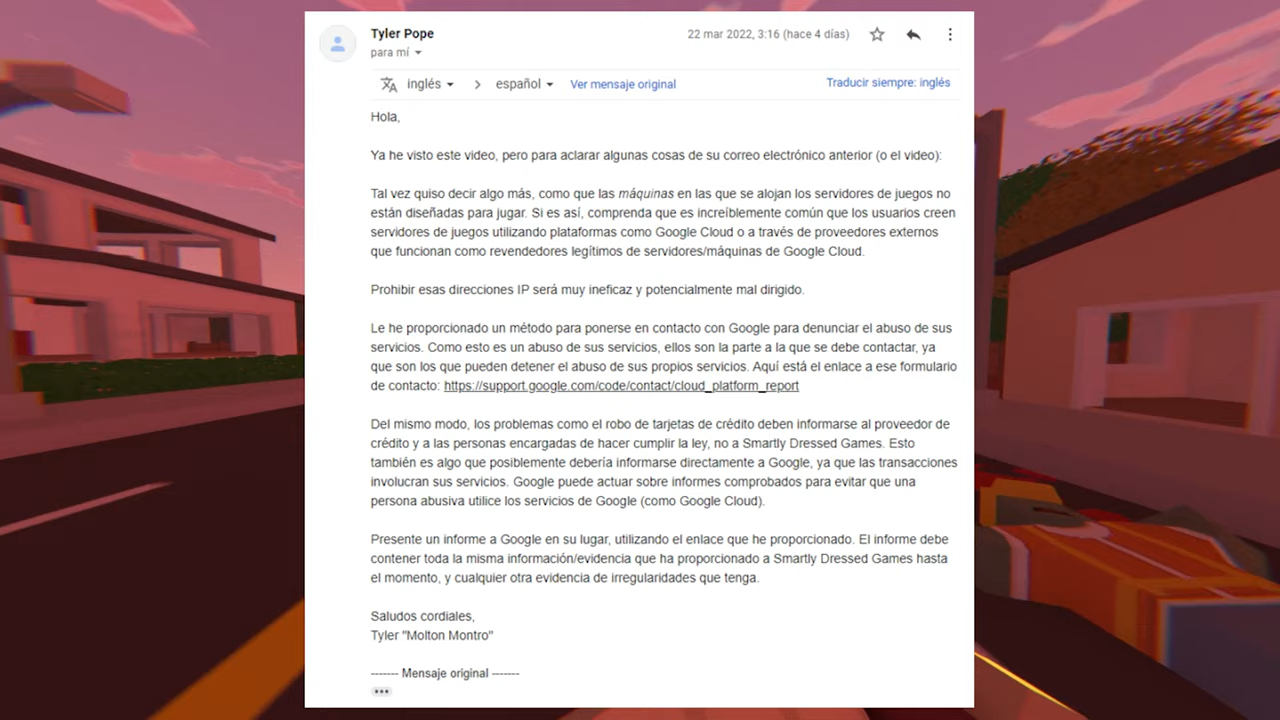 Tyler Pope
22 mar 2022, 3:16 (hace 4 días)
para mí
inglés
español
Ver mensaje original
Traducir siempre: inglés
Hola,
Ya he visto este video, pero para aclarar algunas cosas de su correo electrónico anterior (o el video):
Tal vez quiso decir algo más, como que las máquinas en las que se alojan los servidores de juegos no
están diseñadas para jugar. Si es así, comprenda que es increíblemente común que los usuarios creen
servidores de juegos utilizando plataformas como Google Cloud o a través de proveedores externos
que funcionan como revendedores legítimos de servidores/máquinas de Google Cloud.
Prohibir esas direcciones IP será muy ineficaz y potencialmente mal dirigido.
Le he proporcionado un método para ponerse en contacto con Google para denunciar el abuso de sus
servicios. Como esto es un abuso de sus servicios, ellos son la parte a la que se debe contactar, ya
que son los que pueden detener el abuso de sus propios servicios. Aquí está el enlace a ese formulario
de contacto: https://support.google.com/code/contact/cloud_platform_report
Del mismo modo, los problemas como el robo de tarjetas de crédito deben informarse al proveedor de
crédito y a las personas encargadas de hacer cumplir la ley, no a Smartly Dressed Games. Esto
también es algo que posiblemente debería informarse directamente a Google, ya que las transacciones
involucran sus servicios. Google puede actuar sobre informes comprobados para evitar que una
persona abusiva utilice los servicios de Google (como Google Cloud).
Presente un informe a Google en su lugar, utilizando el enlace que he proporcionado. El informe debe
contener toda la misma información/evidencia que ha proporcionado a Smartly Dressed Games hasta
el momento, y cualquier otra evidencia de irregularidades que tenga.
Saludos cordiales,
Tyler "Molton Montro"
------- Mensaje original -------